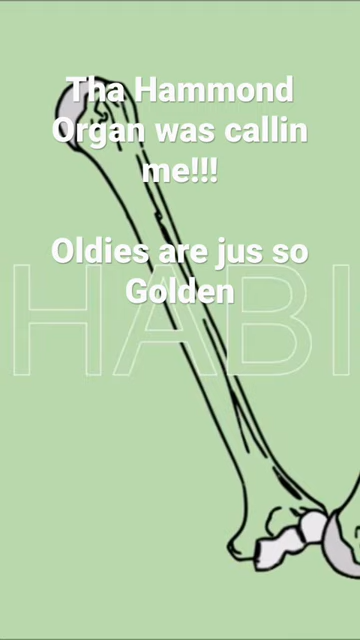 Tha Hammond
Organ was callin
me!!!
Oldies are jus so
Golden
HABI